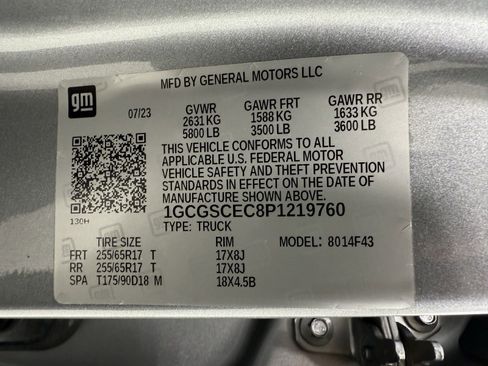 MFD BY GENERAL MOTORS LLC
gm
07/23 GVWR GAWR FRT GAWR RR
2631 KG 1588 KG 1633 KG
5800 LB 3500 LB 3600 LB
THIS VEHICLE CONFORMS TO ALL
APPLICABLE U.S. FEDERAL MOTOR
VEHICLE SAFETY AND THEFT PREVENTION
STANDARDS IN EFFECT ON THE DATE OF
MANUFACTURE SHOWN ABOVE.
130H
1GCGSCEC8P1219760
TYPE: TRUCK
TIRE SIZE RIM MODEL: 8014F43
FRT 255/65R17 T 17X8J
RR 255/65R17 T 17X8J
SPA T175/90D18 M 18X4.5B